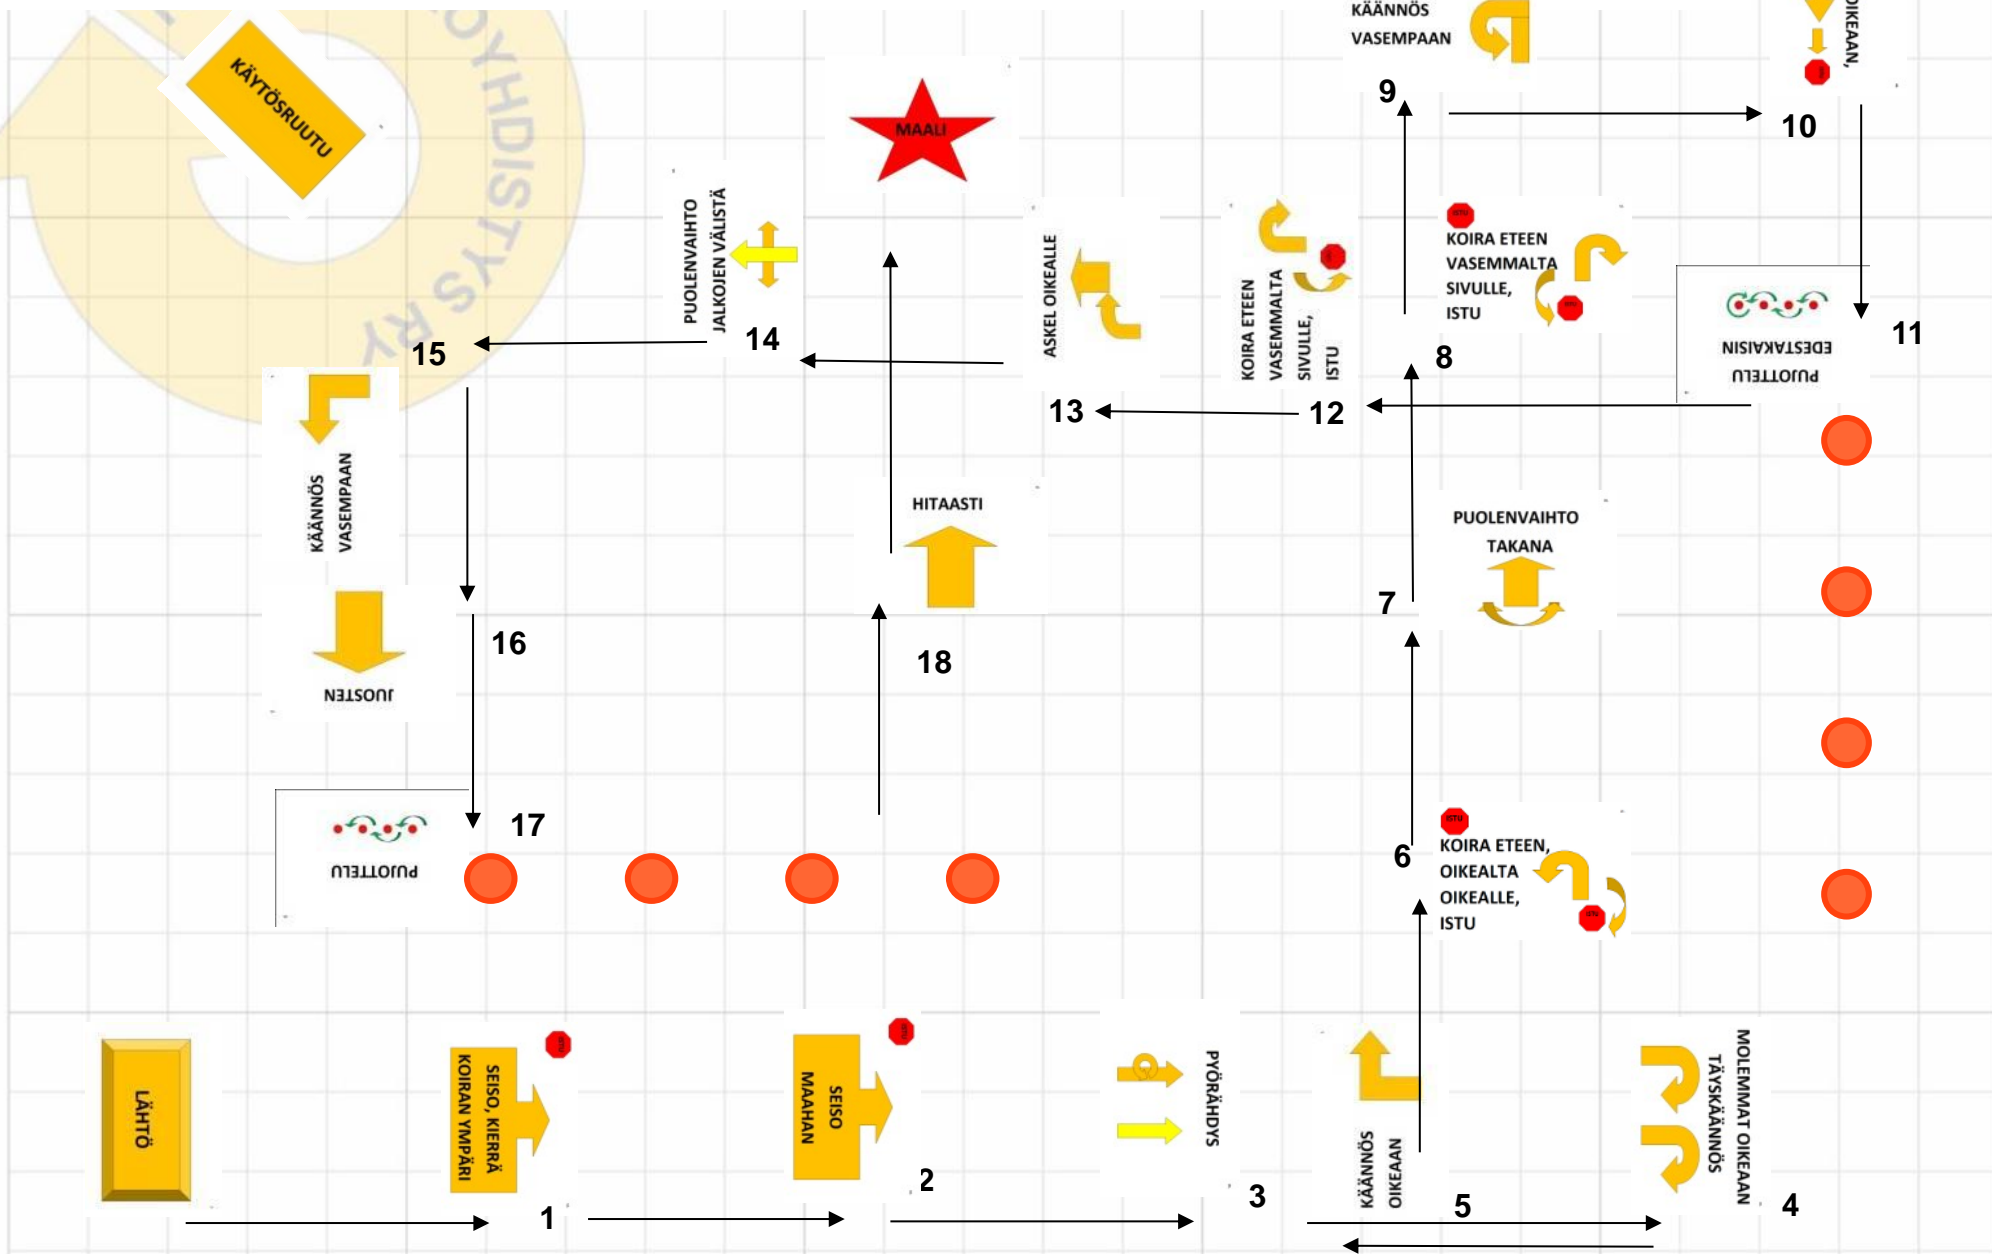 KÄÄNNÖS
VASEMPAAN
OIKEAAN,
9
10
KÄYTÖSRUUTU
OYHDISTYS RY
MAALI
PUOLENVAIHTO
JALKOJEN VÄLISTÄ
14
15
ASKEL OIKEALLE
13
KOIRA ETEEN
VASEMMALTA
SIVULLE,
ISTU
12
ISTU
KOIRA ETEEN
VASEMMALTA
SIVULLE,
ISTU
8
PUJOTTELU
EDESTAKAISIN
11
KÄÄNNÖS
VASEMPAAN
HITAASTI
PUOLENVAIHTO
TAKANA
7
JUOSTEN
16
18
PUJOTTELU
17
ISTU
KOIRA ETEEN,
OIKEALTA
OIKEALLE,
ISTU
6
LÄHTÖ
SEISO, KIERRÄ
KOIRAN YMPÄRI
1
SEISO
MAAHAN
2
PYÖRÄHDYS
3
KÄÄNNÖS
OIKEAAN
5
MOLEMMAT OIKEAAN
TÄYSKÄÄNNÖS
4